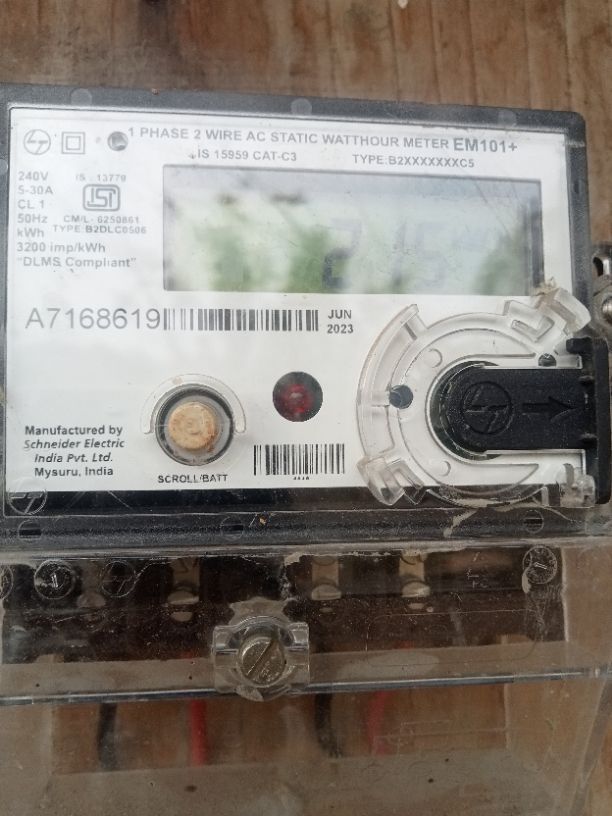 1 PHASE 2 WIRE AC STATIC WATTHOUR METER EM101+
IS 15959 CAT-C3 TYPE:B2XXXXXXXC5
240V
5-30A
CL 1
50Hz
kWh
3200 imp/kWh
"DLMS Compliant"
IS : 13779
ISI
CM/L- 6250861
TYPE: B2DLC0506
A7168619
JUN
2023
Manufactured by
Schneider Electric
India Pvt. Ltd.
Mysuru, India
SCROLL/BATT